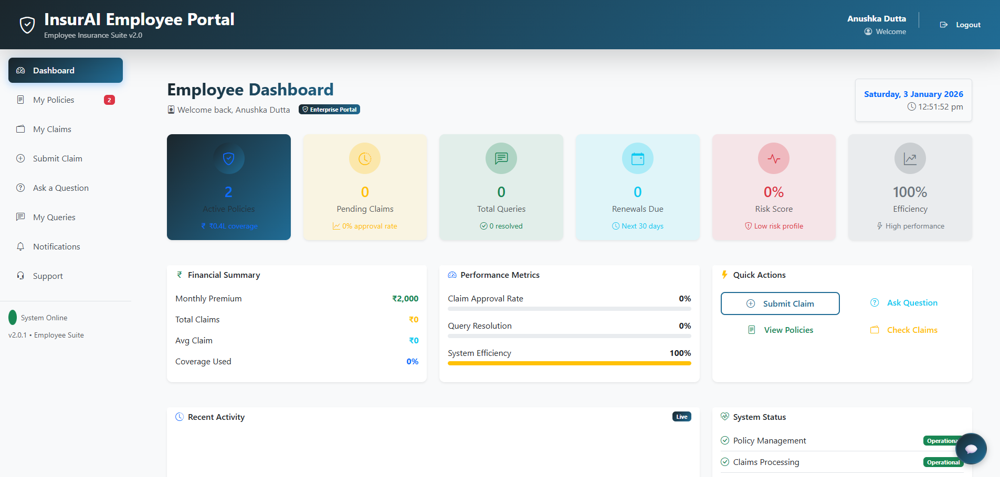 InsurAI Employee Portal
Employee Insurance Suite v2.0
Anushka Dutta
Welcome
Logout
Dashboard
My Policies
2
My Claims
Submit Claim
Ask a Question
My Queries
Notifications
Support
System Online
v2.0.1 • Employee Suite
Employee Dashboard
Welcome back, Anushka Dutta
Enterprise Portal
Saturday, 3 January 2026
12:51:52 pm
2
Active Policies
₹ ₹0.4L coverage
0
Pending Claims
0% approval rate
0
Total Queries
0 resolved
0
Renewals Due
Next 30 days
0%
Risk Score
Low risk profile
100%
Efficiency
High performance
₹ Financial Summary
Monthly Premium ₹2,000
Total Claims ₹0
Avg Claim ₹0
Coverage Used 0%
Performance Metrics
Claim Approval Rate 0%
Query Resolution 0%
System Efficiency 100%
Quick Actions
Submit Claim
Ask Question
View Policies
Check Claims
Recent Activity
Live
System Status
Policy Management
Operational
Claims Processing
Operational